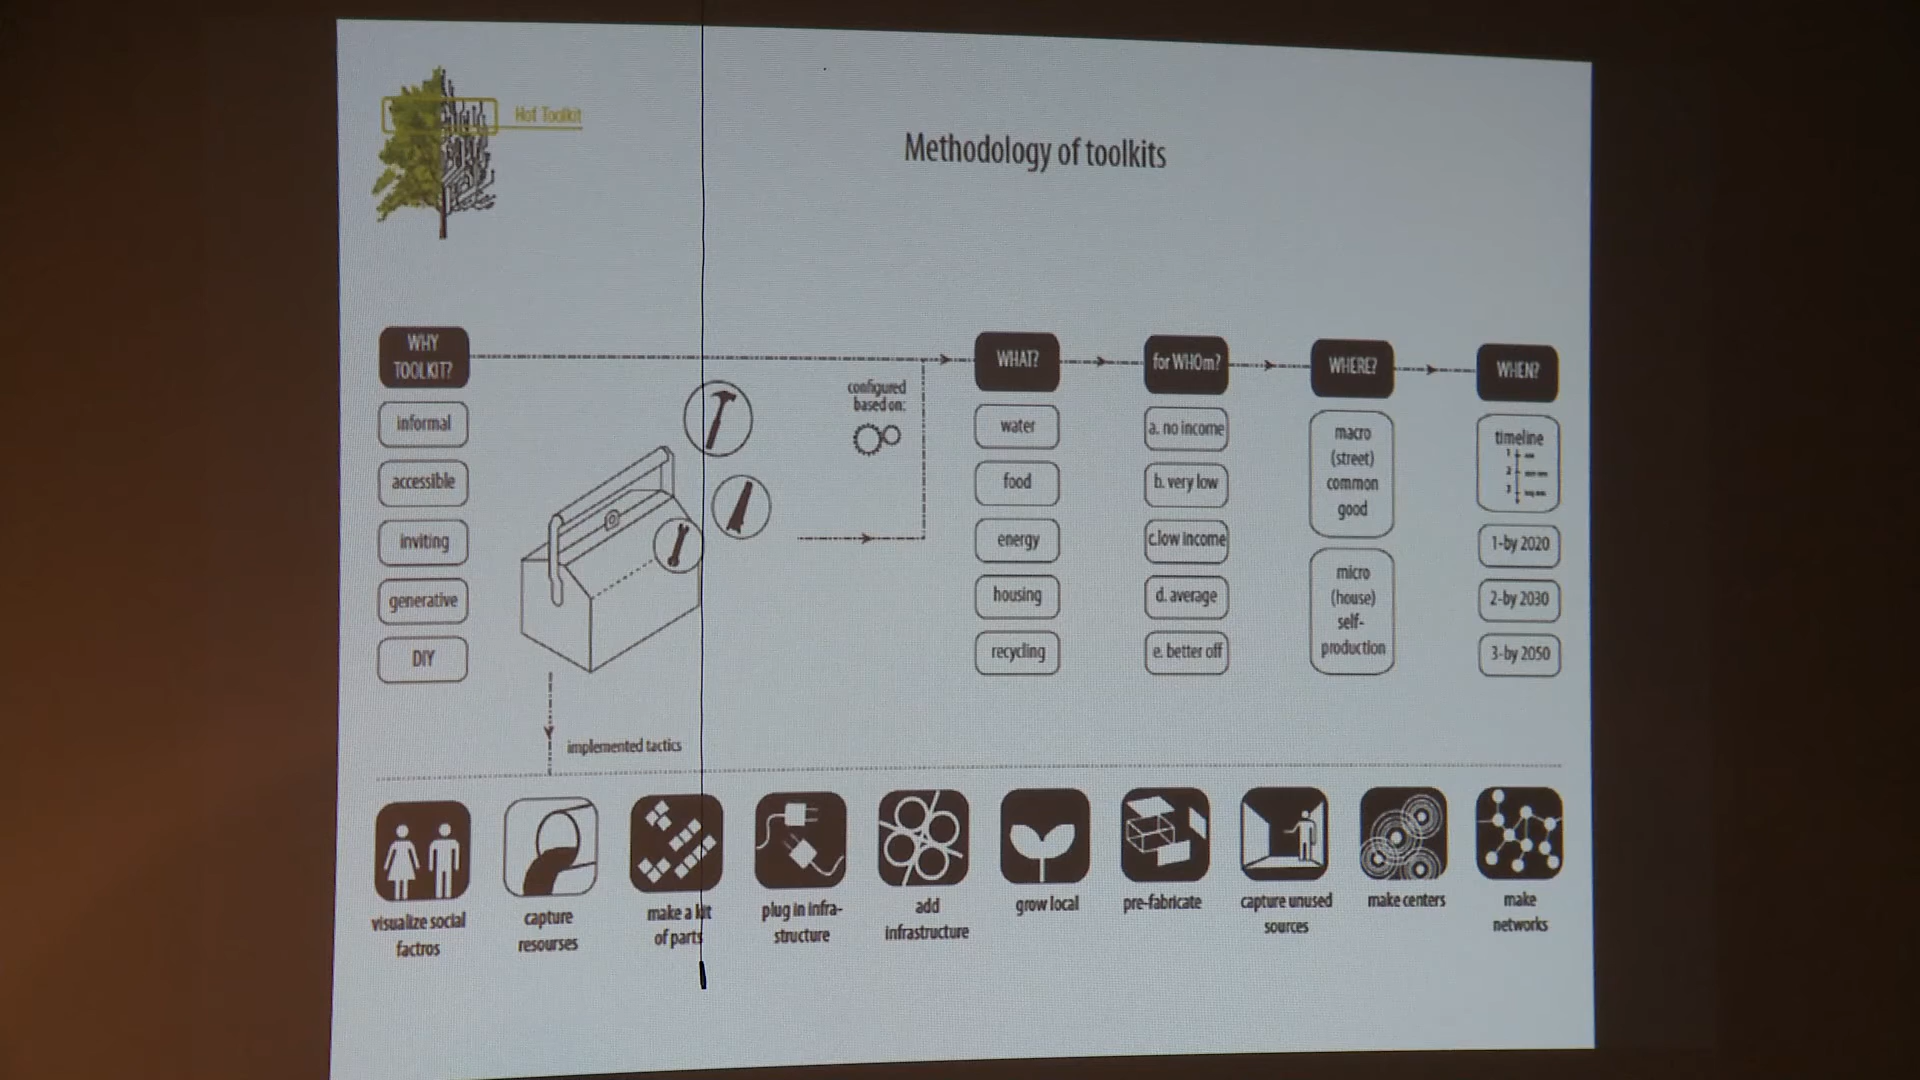 Hof Toolkit
Methodology of toolkits
WHY
TOOLKIT?
informal
accessible
inviting
generative
DIY
configured
based on:
WHAT?
water
food
energy
housing
recycling
for WHOm?
a. no income
b. very low
c.low income
d. average
e. better off
WHERE?
macro
(street)
common
good
micro
(house)
self-
production
WHEN?
timeline
1
2
3
1-by 2020
2-by 2030
3-by 2050
implemented tactics
visualize social
factros
capture
resourses
make a kit
of parts
plug in infra-
structure
add
infrastructure
grow local
pre-fabricate
capture unused
sources
make centers
make
networks